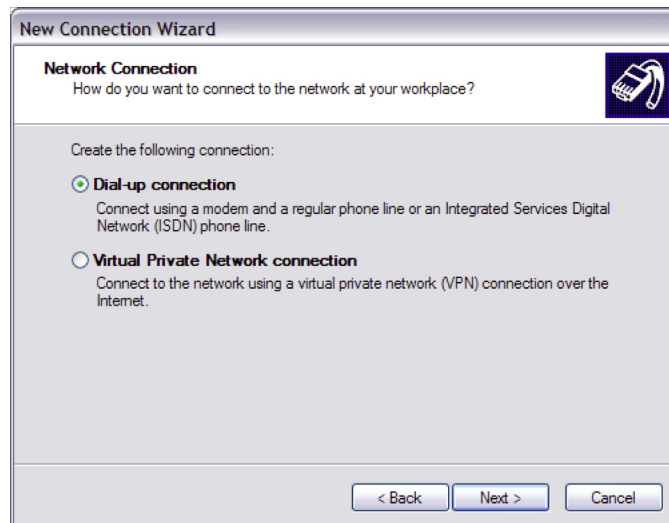 New Connection Wizard
Network Connection
How do you want to connect to the network at your workplace?
Create the following connection:
Dial-up connection
Connect using a modem and a regular phone line or an Integrated Services Digital
Network (ISDN) phone line.
Virtual Private Network connection
Connect to the network using a virtual private network (VPN) connection over the
Internet.
< Back Next > Cancel